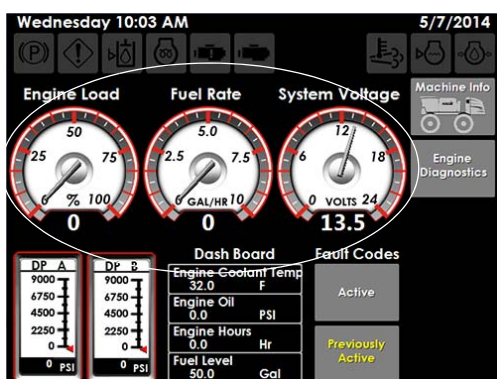 Wednesday 10:03 AM 5/7/2014
(P)
Engine Load Fuel Rate System Voltage Machine Info
50 5.0 12
25 75 2.5 7.5 6 18
Engine
Diagnostics
0 % 100 0 GAL/HR 10 0 VOLTS 24
0 0 13.5
Dash Board Fault Codes
DP A DP B
9000 9000
6750 6750
4500 4500
2250 2250
0 0
0 PSI 0 PSI
Engine Coolant Temp
32.0 F
Engine Oil
0.0 PSI
Engine Hours
0.0 Hr
Fuel Level
50.0 Gal
Active
Previously
Active